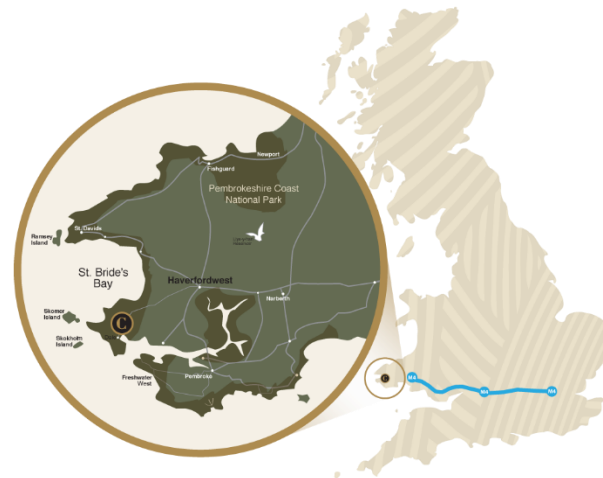 Newport
Fishguard
Pembrokeshire Coast
National Park
St. Davids
Ramsey
Island
St. Bride's
Bay
Haverfordwest
Narberth
Skomer
Island
C
Skokholm
Island
Freshwater
West
Pembroke
C
M4
M4
M4